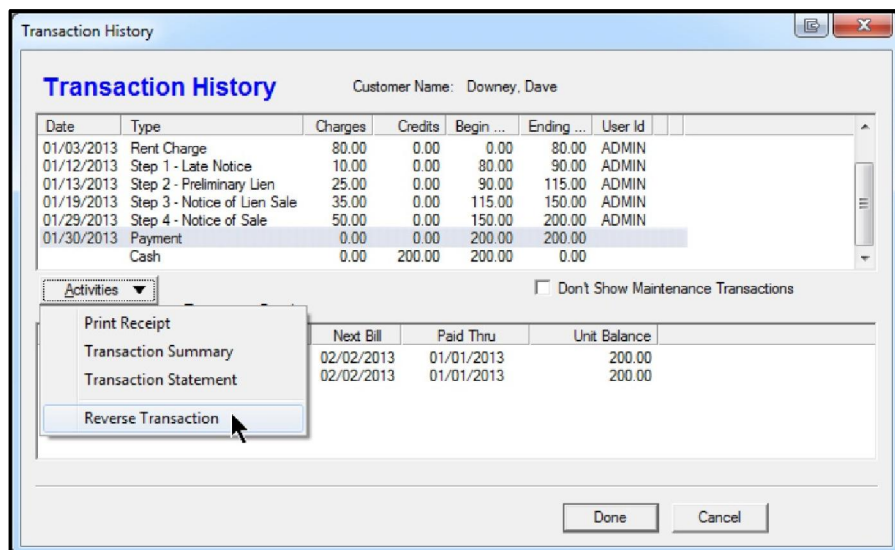 Transaction History
Transaction History Customer Name: Downey, Dave
Date Type Charges Credits Begin ... Ending ... User Id
01/03/2013 Rent Charge 80.00 0.00 0.00 80.00 ADMIN
01/12/2013 Step 1 - Late Notice 10.00 0.00 80.00 90.00 ADMIN
01/13/2013 Step 2 - Preliminary Lien 25.00 0.00 90.00 115.00 ADMIN
01/19/2013 Step 3 - Notice of Lien Sale 35.00 0.00 115.00 150.00 ADMIN
01/29/2013 Step 4 - Notice of Sale 50.00 0.00 150.00 200.00 ADMIN
01/30/2013 Payment 0.00 0.00 200.00 200.00
Cash 0.00 200.00 200.00 0.00
Activities Don't Show Maintenance Transactions
Print Receipt
Transaction Summary
Transaction Statement
Reverse Transaction
Next Bill Paid Thru Unit Balance
02/02/2013 01/01/2013 200.00
02/02/2013 01/01/2013 200.00
Done Cancel